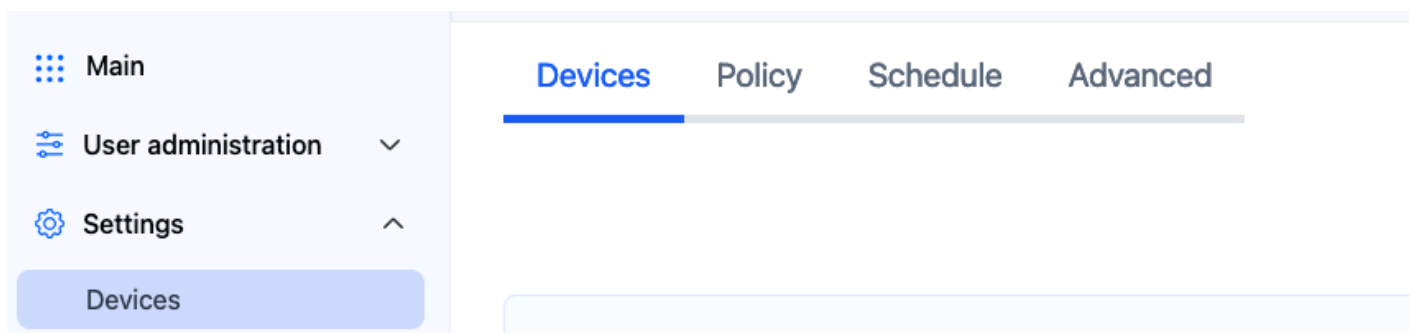 Main
User administration
Settings
Devices
Devices Policy Schedule Advanced